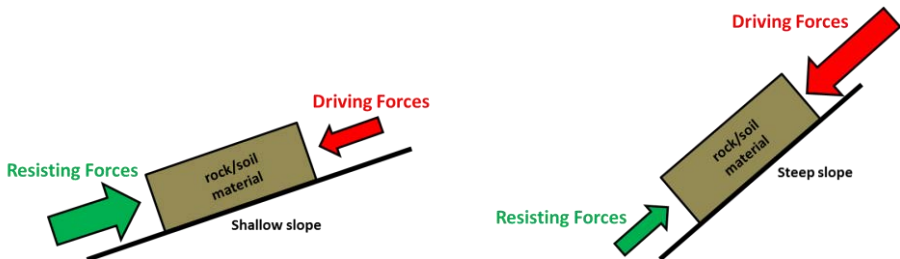 Driving Forces
rock/soil
material
Resisting Forces
Shallow slope
Driving Forces
rock/soil
material
Steep slope
Resisting Forces